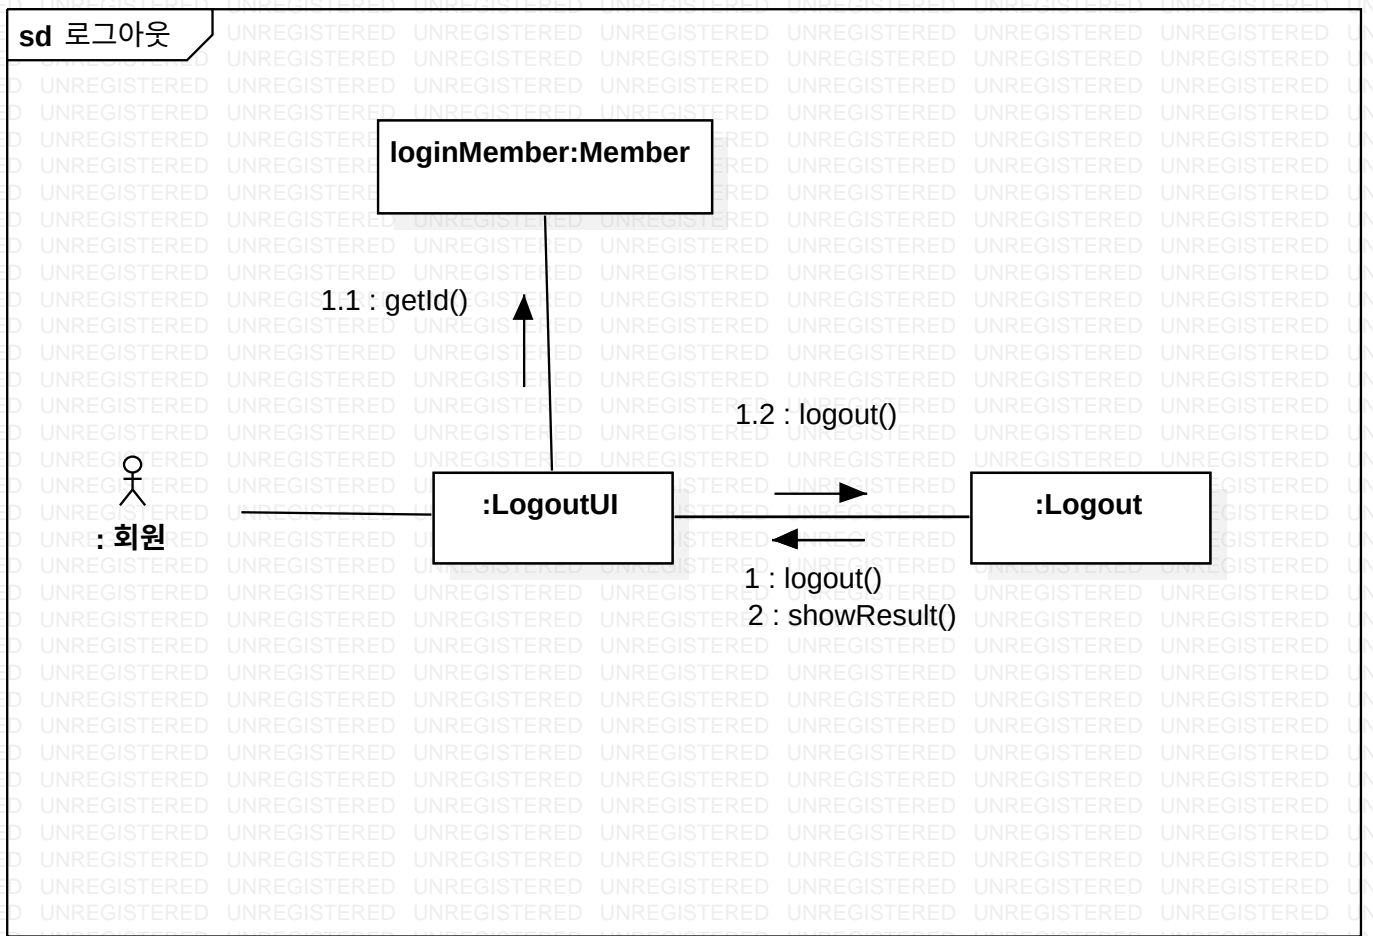 sd 로그아웃
loginMember:Member
1.1 : getId()
1.2 : logout()
:LogoutUI
:Logout
: 회원
1 : logout()
2 : showResult()
UNREGISTERED